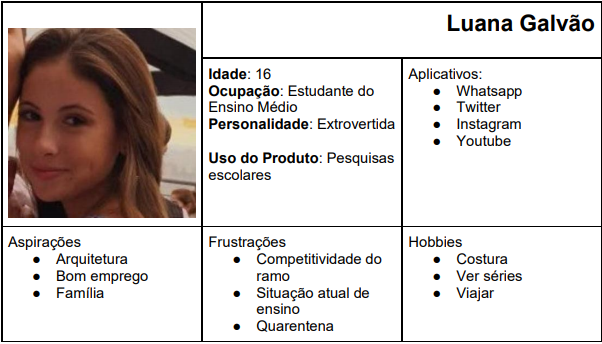 Luana Galvão
Idade: 16
Ocupação: Estudante do
Ensino Médio
Personalidade: Extrovertida
Uso do Produto: Pesquisas
escolares
Aplicativos:
● Whatsapp
● Twitter
● Instagram
● Youtube
Aspirações
● Arquitetura
● Bom emprego
● Família
Frustrações
● Competitividade do
ramo
● Situação atual de
ensino
● Quarentena
Hobbies
● Costura
● Ver séries
● Viajar